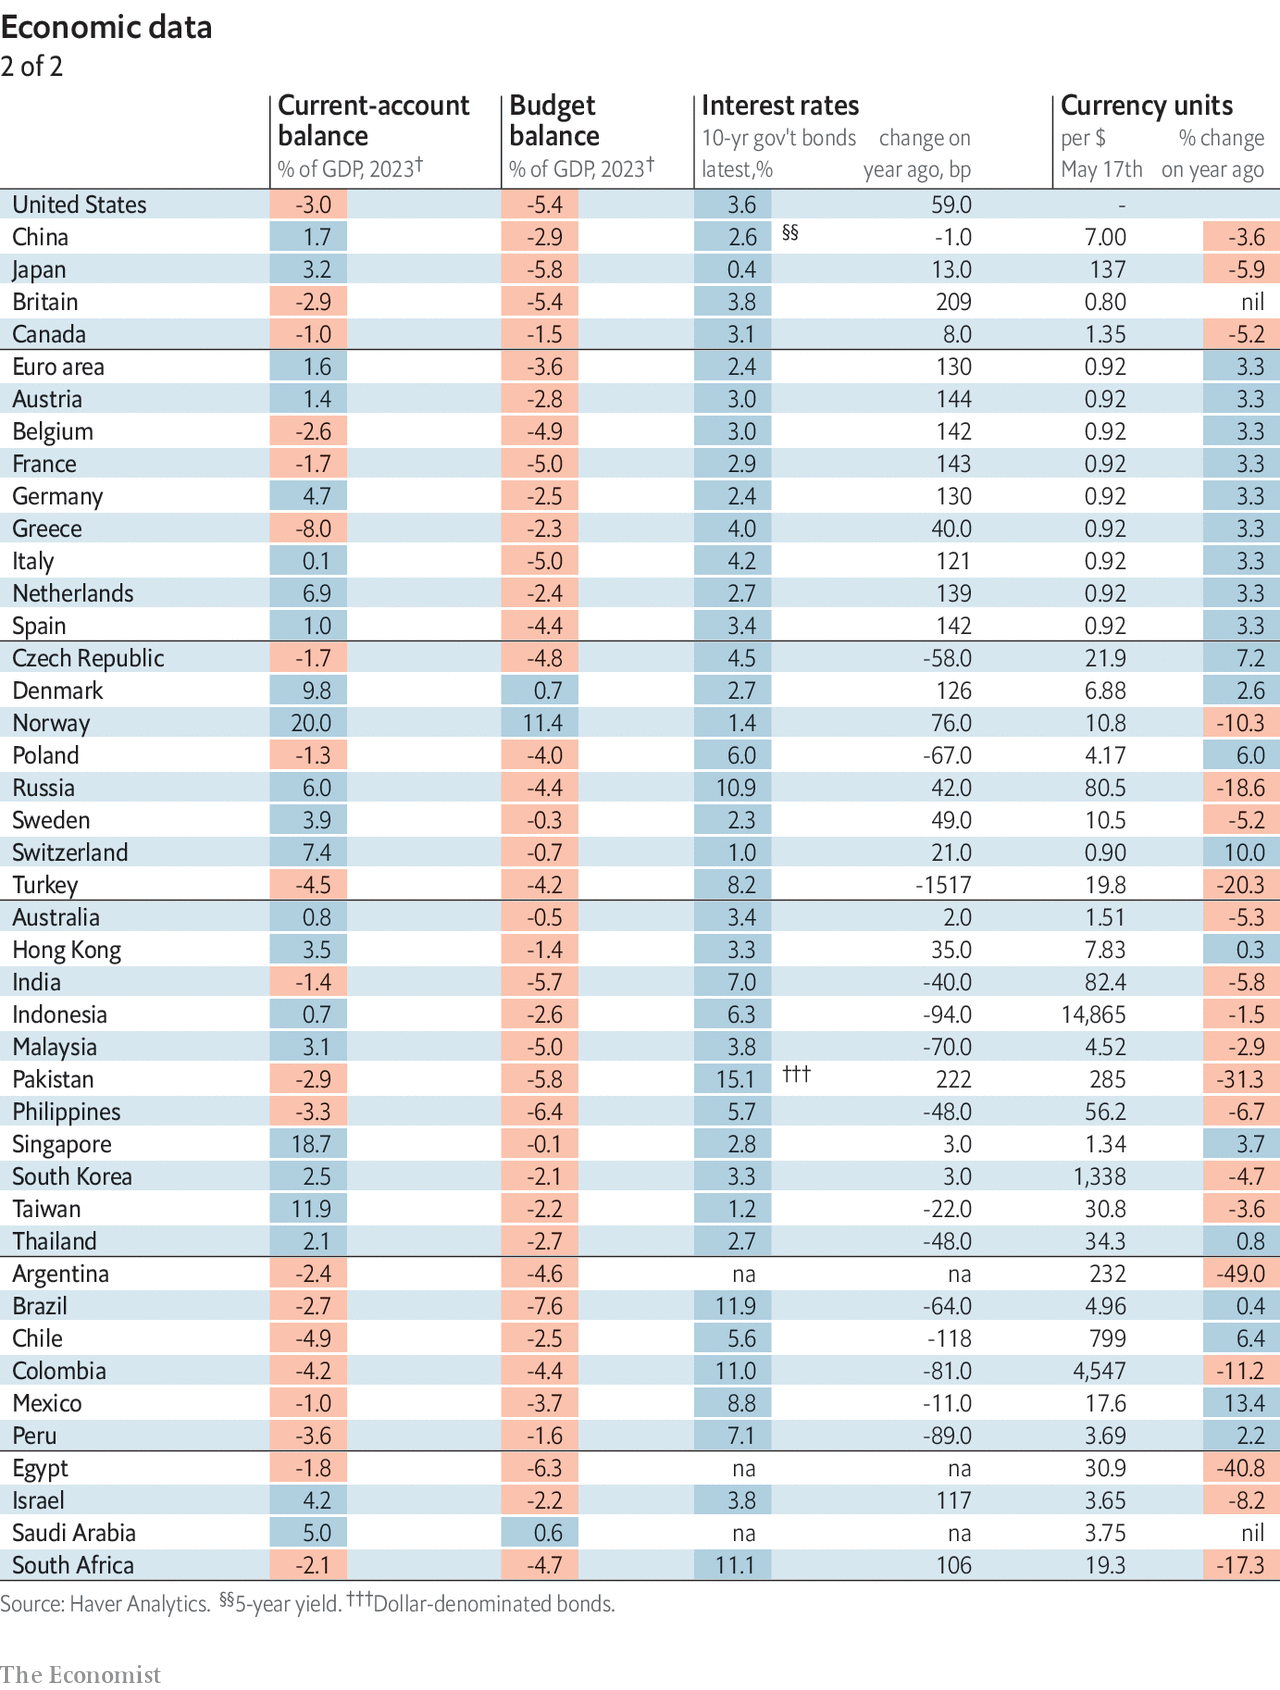 Economic data
2 of 2
Current-account balance % of GDP, 2023† Budget balance % of GDP, 2023† Interest rates 10-yr gov't bonds latest,% change on year ago, bp Currency units per $ May 17th % change on year ago
United States -3.0 -5.4 3.6 59.0 -
China 1.7 -2.9 2.6 §§ -1.0 7.00 -3.6
Japan 3.2 -5.8 0.4 13.0 137 -5.9
Britain -2.9 -5.4 3.8 209 0.80 nil
Canada -1.0 -1.5 3.1 8.0 1.35 -5.2
Euro area 1.6 -3.6 2.4 130 0.92 3.3
Austria 1.4 -2.8 3.0 144 0.92 3.3
Belgium -2.6 -4.9 3.0 142 0.92 3.3
France -1.7 -5.0 2.9 143 0.92 3.3
Germany 4.7 -2.5 2.4 130 0.92 3.3
Greece -8.0 -2.3 4.0 40.0 0.92 3.3
Italy 0.1 -5.0 4.2 121 0.92 3.3
Netherlands 6.9 -2.4 2.7 139 0.92 3.3
Spain 1.0 -4.4 3.4 142 0.92 3.3
Czech Republic -1.7 -4.8 4.5 -58.0 21.9 7.2
Denmark 9.8 0.7 2.7 126 6.88 2.6
Norway 20.0 11.4 1.4 76.0 10.8 -10.3
Poland -1.3 -4.0 6.0 -67.0 4.17 6.0
Russia 6.0 -4.4 10.9 42.0 80.5 -18.6
Sweden 3.9 -0.3 2.3 49.0 10.5 -5.2
Switzerland 7.4 -0.7 1.0 21.0 0.90 10.0
Turkey -4.5 -4.2 8.2 -1517 19.8 -20.3
Australia 0.8 -0.5 3.4 2.0 1.51 -5.3
Hong Kong 3.5 -1.4 3.3 35.0 7.83 0.3
India -1.4 -5.7 7.0 -40.0 82.4 -5.8
Indonesia 0.7 -2.6 6.3 -94.0 14,865 -1.5
Malaysia 3.1 -5.0 3.8 -70.0 4.52 -2.9
Pakistan -2.9 -5.8 15.1 ††† 222 285 -31.3
Philippines -3.3 -6.4 5.7 -48.0 56.2 -6.7
Singapore 18.7 -0.1 2.8 3.0 1.34 3.7
South Korea 2.5 -2.1 3.3 3.0 1,338 -4.7
Taiwan 11.9 -2.2 1.2 -22.0 30.8 -3.6
Thailand 2.1 -2.7 2.7 -48.0 34.3 0.8
Argentina -2.4 -4.6 na na 232 -49.0
Brazil -2.7 -7.6 11.9 -64.0 4.96 0.4
Chile -4.9 -2.5 5.6 -118 799 6.4
Colombia -4.2 -4.4 11.0 -81.0 4,547 -11.2
Mexico -1.0 -3.7 8.8 -11.0 17.6 13.4
Peru -3.6 -1.6 7.1 -89.0 3.69 2.2
Egypt -1.8 -6.3 na na 30.9 -40.8
Israel 4.2 -2.2 3.8 117 3.65 -8.2
Saudi Arabia 5.0 0.6 na na 3.75 nil
South Africa -2.1 -4.7 11.1 106 19.3 -17.3
Source: Haver Analytics. §§5-year yield. †††Dollar-denominated bonds.
The Economist